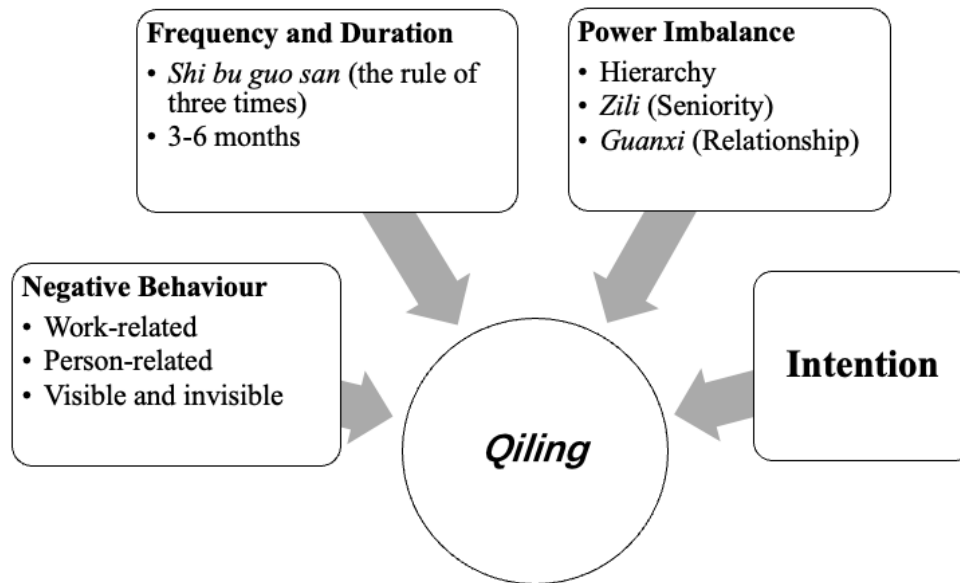 Frequency and Duration
• Shi bu guo san (the rule of
three times)
• 3-6 months
Power Imbalance
• Hierarchy
• Zili (Seniority)
• Guanxi (Relationship)
Negative Behaviour
• Work-related
• Person-related
• Visible and invisible
Intention
Qiling